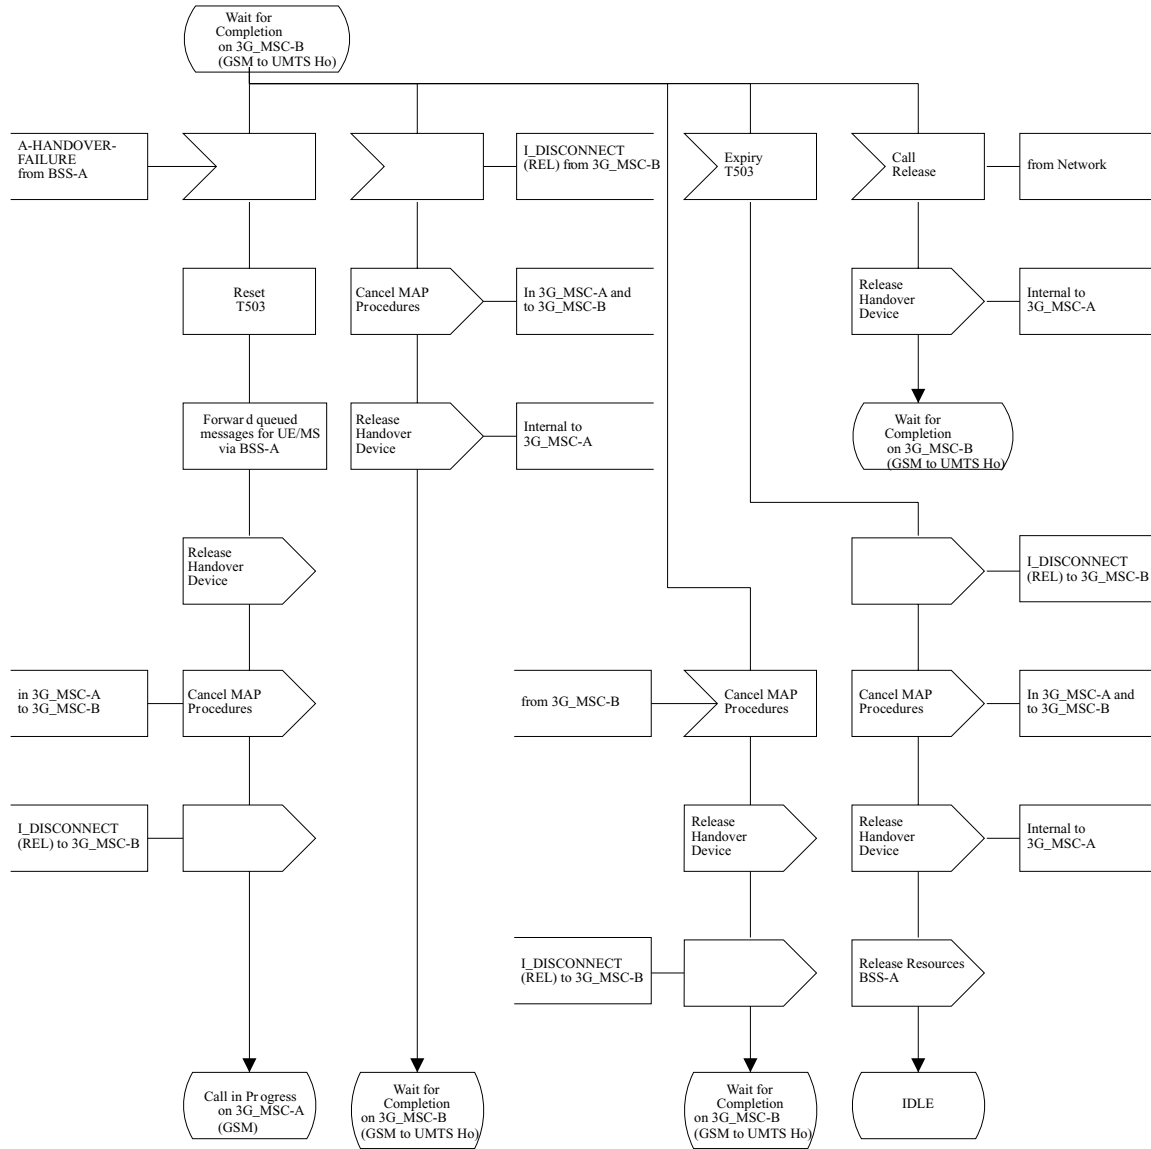 Wait for
Completion
on 3G_MSC-B
(GSM to UMTS Ho)
A-HANDOVER-
FAILURE
from BSS-A
I_DISCONNECT
(REL) from 3G_MSC-B
Expiry
T503
Call
Release
from Network
Reset
T503
Cancel MAP
Procedures
In 3G_MSC-A and
to 3G_MSC-B
Release
Handover
Device
Internal to
3G_MSC-A
Forward queued
messages for UE/MS
via BSS-A
Release
Handover
Device
Internal to
3G_MSC-A
Wait for
Completion
on 3G_MSC-B
(GSM to UMTS Ho)
Release
Handover
Device
I_DISCONNECT
(REL) to 3G_MSC-B
in 3G_MSC-A
to 3G_MSC-B
Cancel MAP
Procedures
from 3G_MSC-B
Cancel MAP
Procedures
Cancel MAP
Procedures
In 3G_MSC-A and
to 3G_MSC-B
I_DISCONNECT
(REL) to 3G_MSC-B
Release
Handover
Device
Release
Handover
Device
Internal to
3G_MSC-A
I_DISCONNECT
(REL) to 3G_MSC-B
Release Resources
BSS-A
Call in Progress
on 3G_MSC-A
(GSM)
Wait for
Completion
on 3G_MSC-B
(GSM to UMTS Ho)
Wait for
Completion
on 3G_MSC-B
(GSM to UMTS Ho)
IDLE